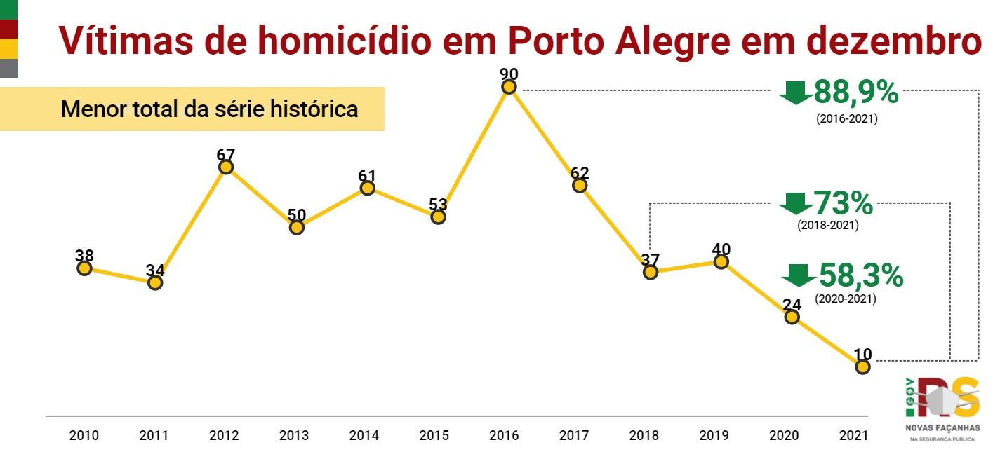 Vítimas de homicídio em Porto Alegre em dezembro
Menor total da série histórica
90
88,9%
(2016-2021)
67
61
62
53
50
73%
(2018-2021)
38
34
37
40
58,3%
(2020-2021)
24
10
2010 2011 2012 2013 2014 2015 2016 2017 2018 2019 2020 2021
.GOV
RS
NOVAS FAÇANHAS
NA SEGURANÇA PÚBLICA